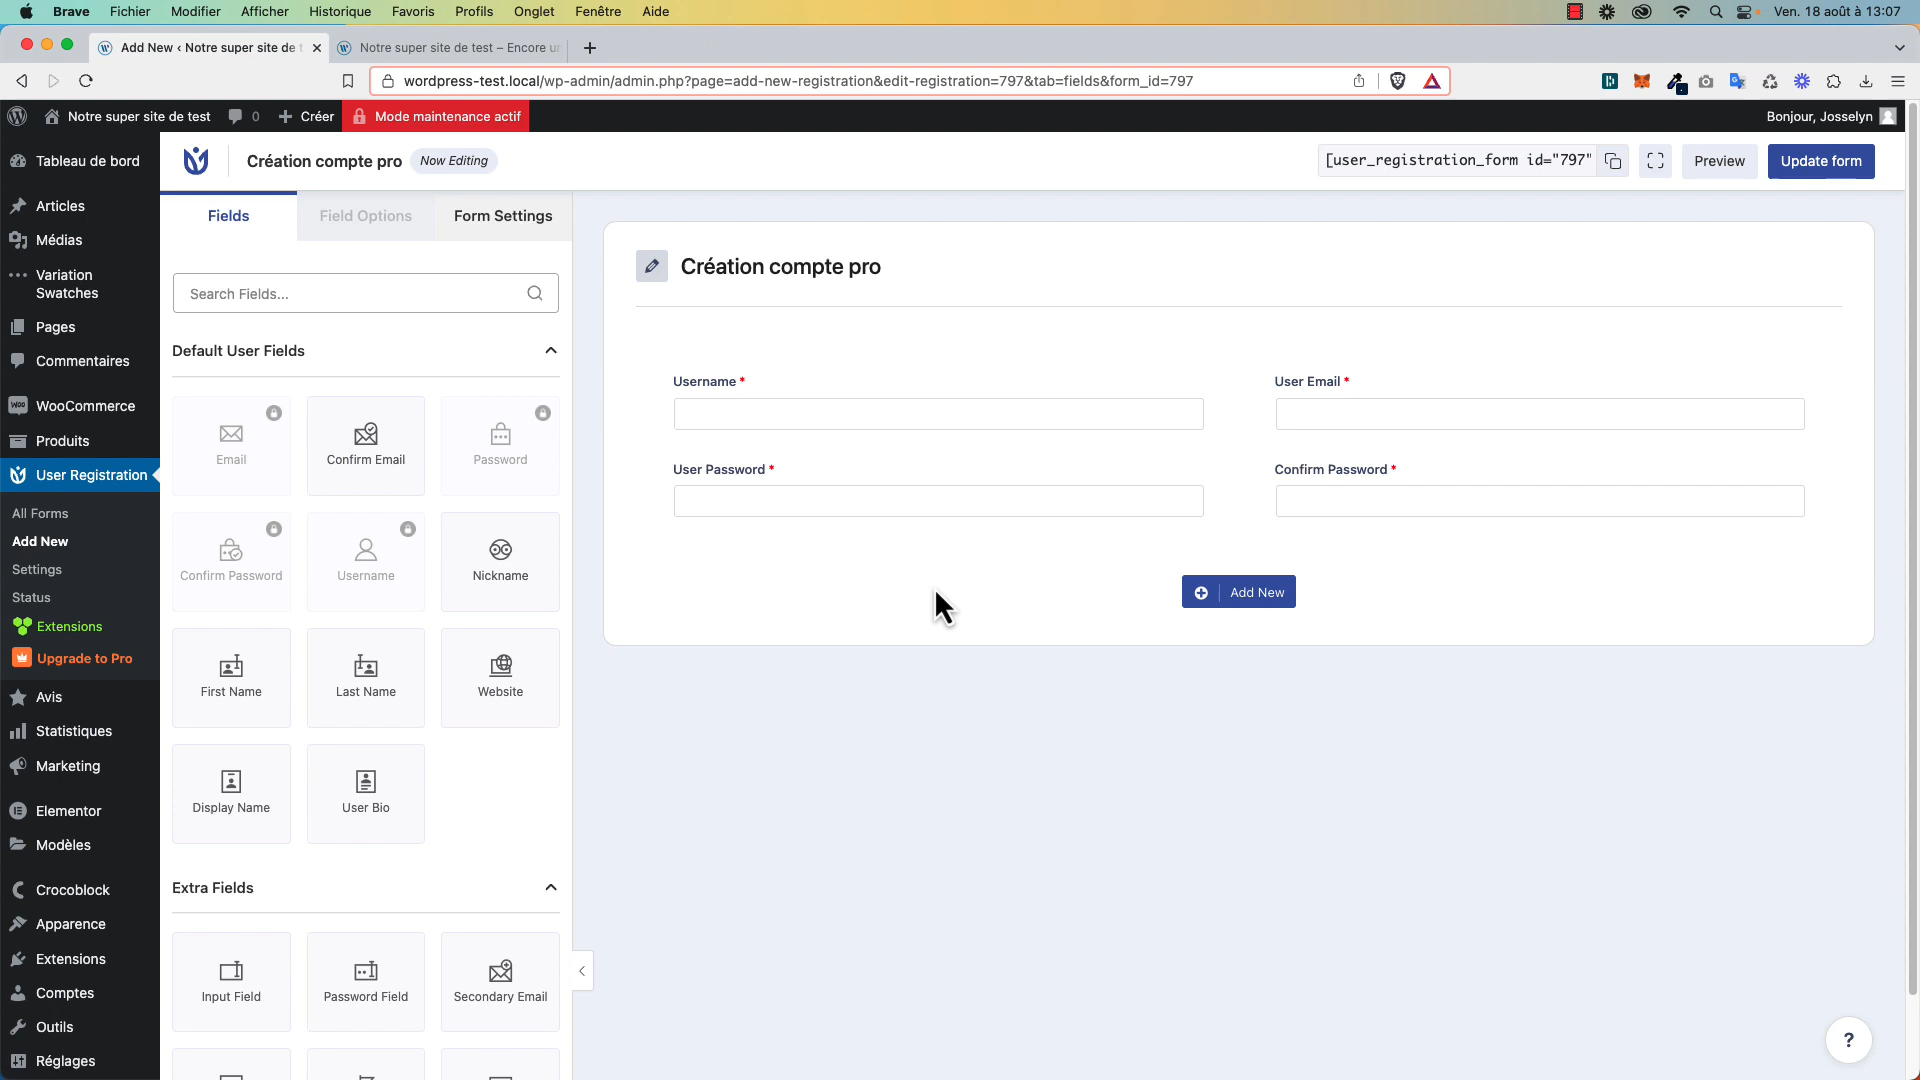 Brave Fichier Modifier Afficher Historique Favoris Profils Onglet Fenêtre Aide Ven. 18 août à 13:07
Add New ‹ Notre super site de t
Notre super site de test – Encore u
wordpress-test.local/wp-admin/admin.php?page=add-new-registration&edit-registration=797&tab=fields&form_id=797
Notre super site de test 0 Créer Mode maintenance actif Bonjour, Josselyn
Tableau de bord
Articles
Médias
Variation
Swatches
Pages
Commentaires
WooCommerce
Produits
User Registration
All Forms
Add New
Settings
Status
Extensions
Upgrade to Pro
Avis
Statistiques
Marketing
Elementor
Modèles
Crocoblock
Apparence
Extensions
Comptes
Outils
Réglages
Création compte pro Now Editing
[user_registration_form id="797"
Preview
Update form
Fields Field Options Form Settings
Search Fields...
Default User Fields
Email Confirm Email Password
Confirm Password Username Nickname
First Name Last Name Website
Display Name User Bio
Extra Fields
Input Field Password Field Secondary Email
Création compte pro
Username * User Email *
User Password * Confirm Password *
Add New
?